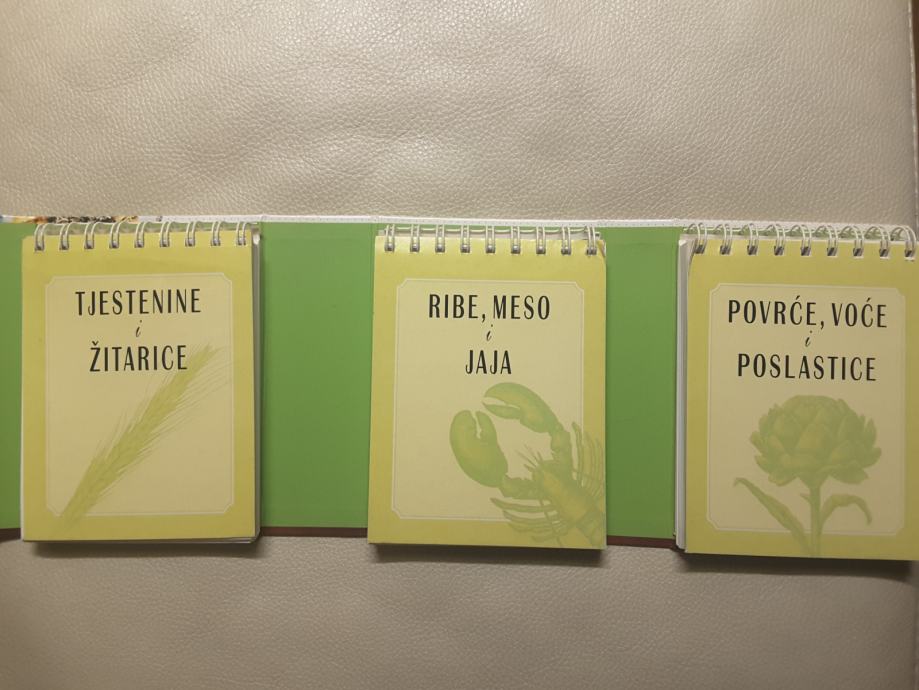 TJESTENINE
i
ŽITARICE
RIBE, MESO
i
JAJA
POVRĆE, VOĆE
i
POSLASTICE